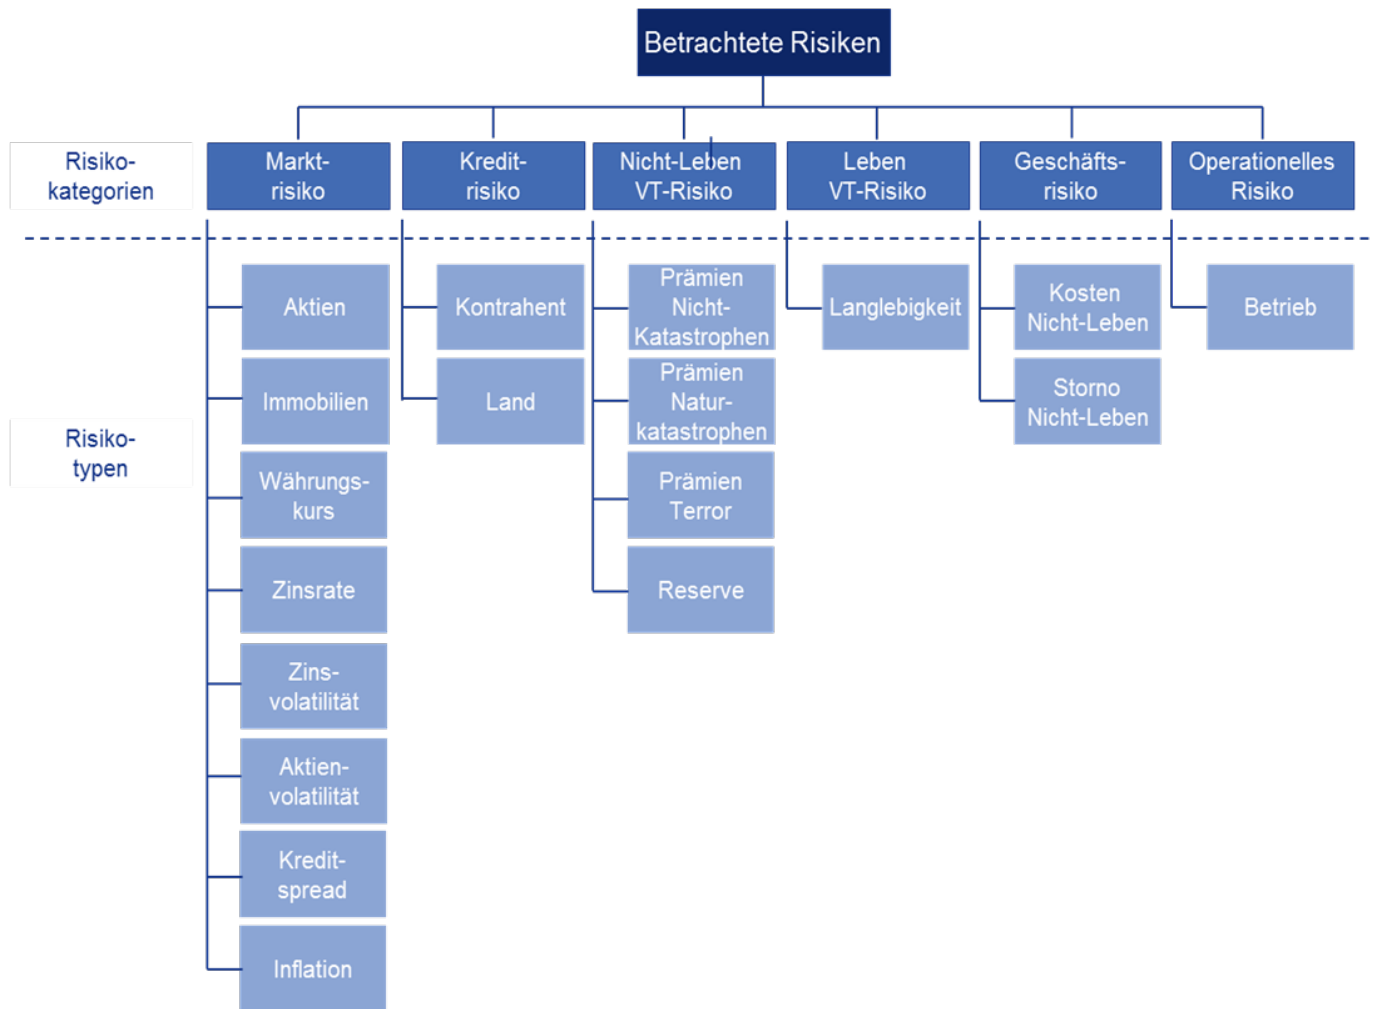 Betrachtete Risiken
Risiko-
kategorien
Markt-
risiko
Kredit-
risiko
Nicht-Leben
VT-Risiko
Leben
VT-Risiko
Geschäfts-
risiko
Operationelles
Risiko
Risiko-
typen
Aktien
Immobilien
Währungs-
kurs
Zinsrate
Zins-
volatilität
Aktien-
volatilität
Kredit-
spread
Inflation
Kontrahent
Land
Prämien
Nicht-
Katastrophen
Prämien
Natur-
katastrophen
Prämien
Terror
Reserve
Langlebigkeit
Kosten
Nicht-Leben
Storno
Nicht-Leben
Betrieb